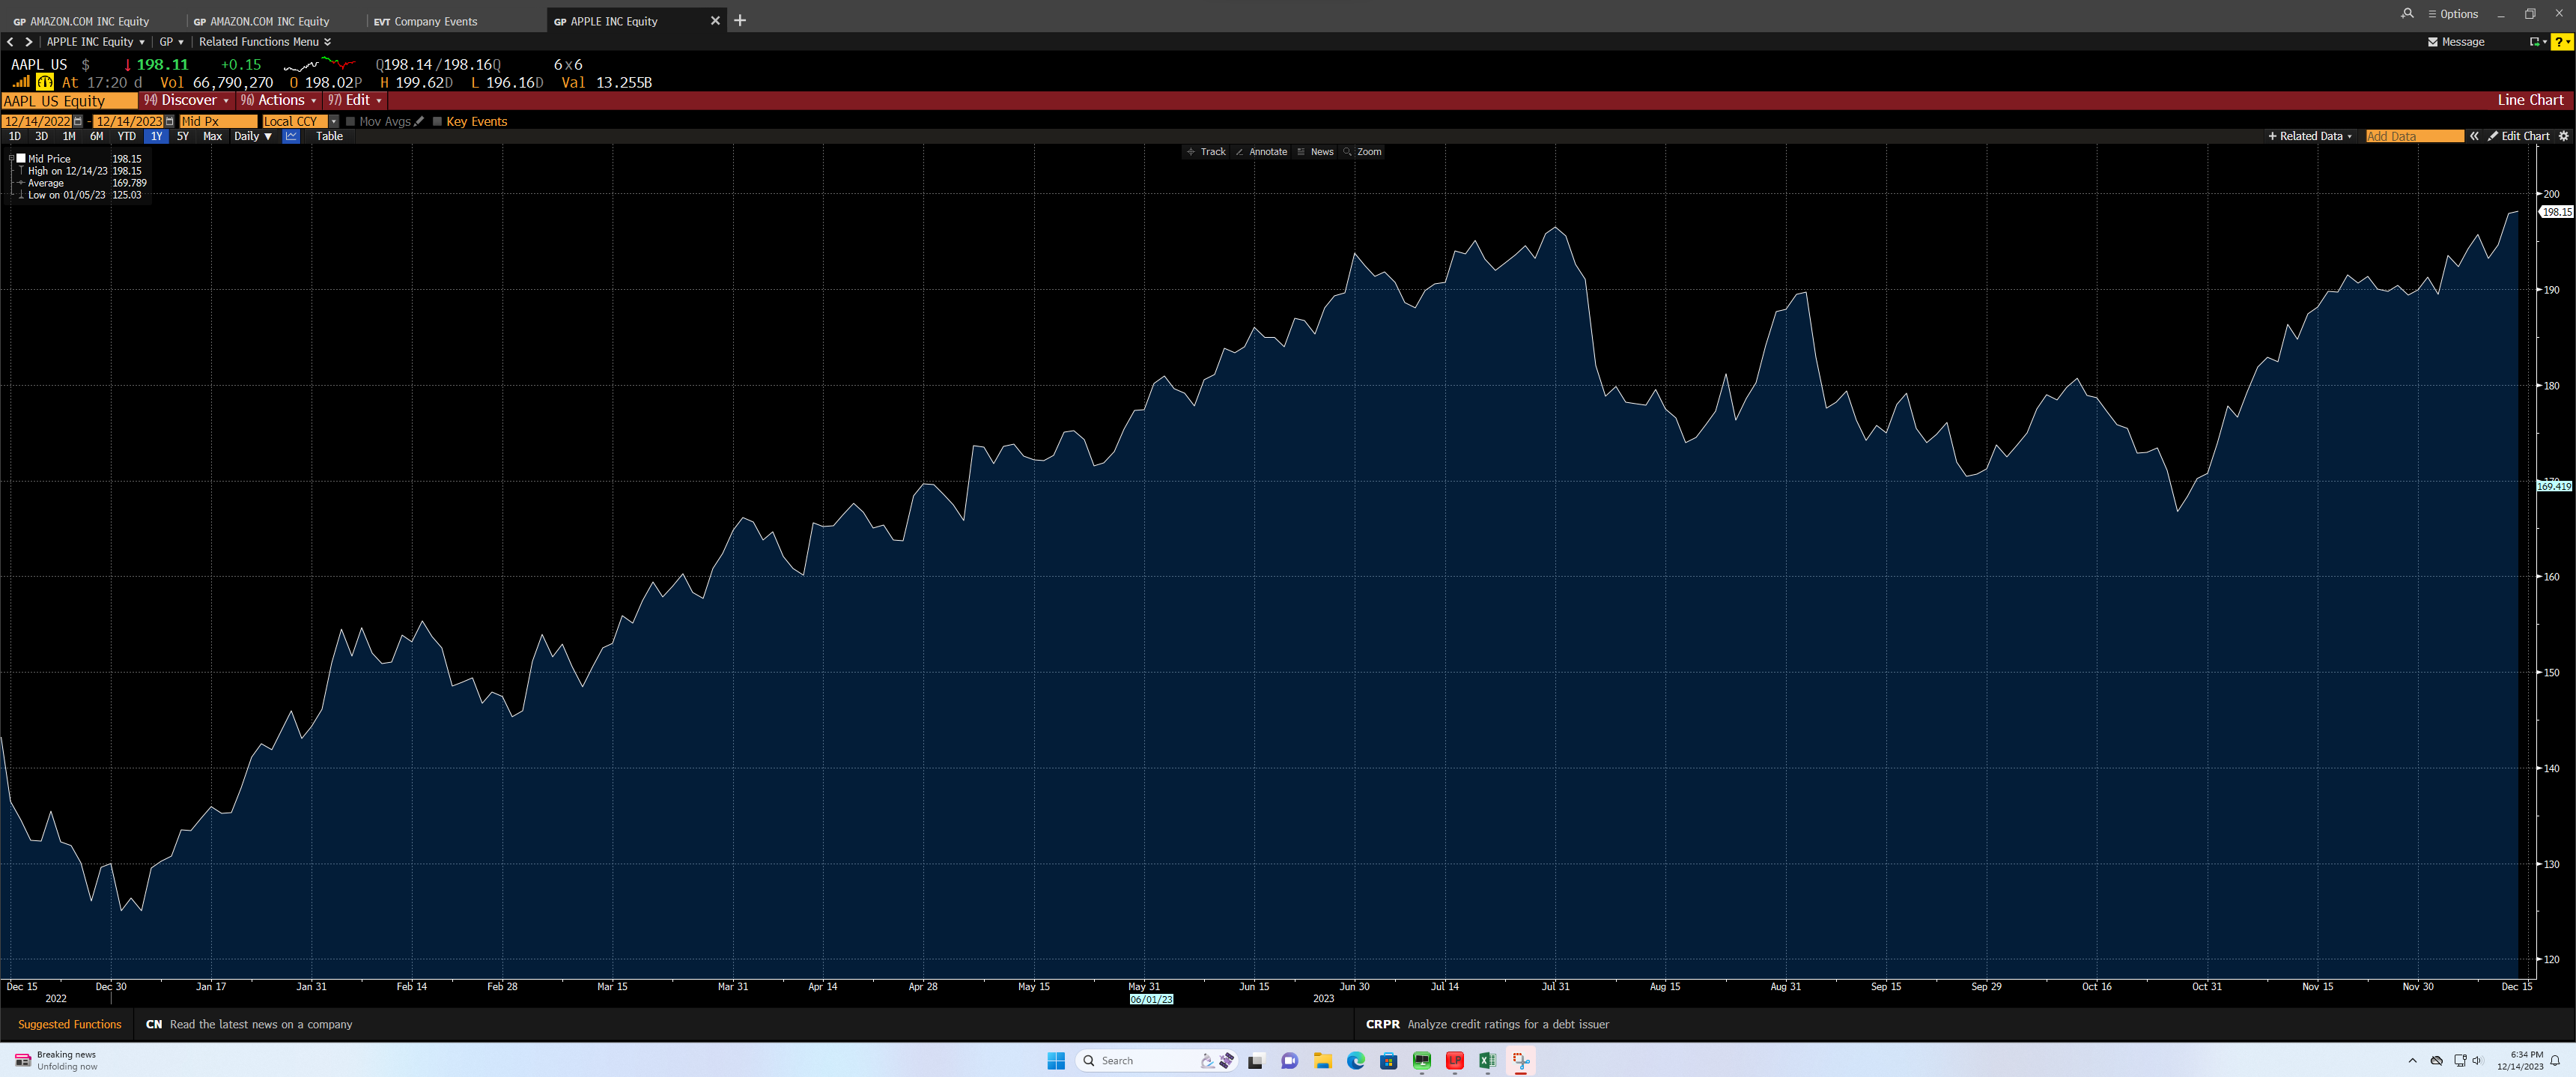 GP AMAZON.COM INC Equity GP AMAZON.COM INC Equity EVT Company Events GP APPLE INC Equity Options
APPLE INC Equity GP Related Functions Menu Message ?
AAPL US $ ↓198.11 +0.15 Q198.14/198.16Q 6x6
At 17:20 d Vol 66,790,270 O 198.02P H 199.62D L 196.16D Val 13.255B
AAPL US Equity 94) Discover 96) Actions 97) Edit Line Chart
12/14/2022 - 12/14/2023 Mid Px Local CCY Mov Avgs Key Events
1D 3D 1M 6M YTD 1Y 5Y Max Daily ▼ Table + Related Data Add Data « Edit Chart
Track Annotate News Zoom
Mid Price 198.15
High on 12/14/23 198.15
Average 169.789
Low on 01/05/23 125.03
200
198.15
190
180
170
169.419
160
150
140
130
120
Dec 15 Dec 30 Jan 17 Jan 31 Feb 14 Feb 28 Mar 15 Mar 31 Apr 14 Apr 28 May 15 May 31 Jun 15 Jun 30 Jul 14 Jul 31 Aug 15 Aug 31 Sep 15 Sep 29 Oct 16 Oct 31 Nov 15 Nov 30 Dec 15
2022 06/01/23 2023
Suggested Functions CN Read the latest news on a company CRPR Analyze credit ratings for a debt issuer
Breaking news
Unfolding now
Search
LP
6:34 PM
12/14/2023